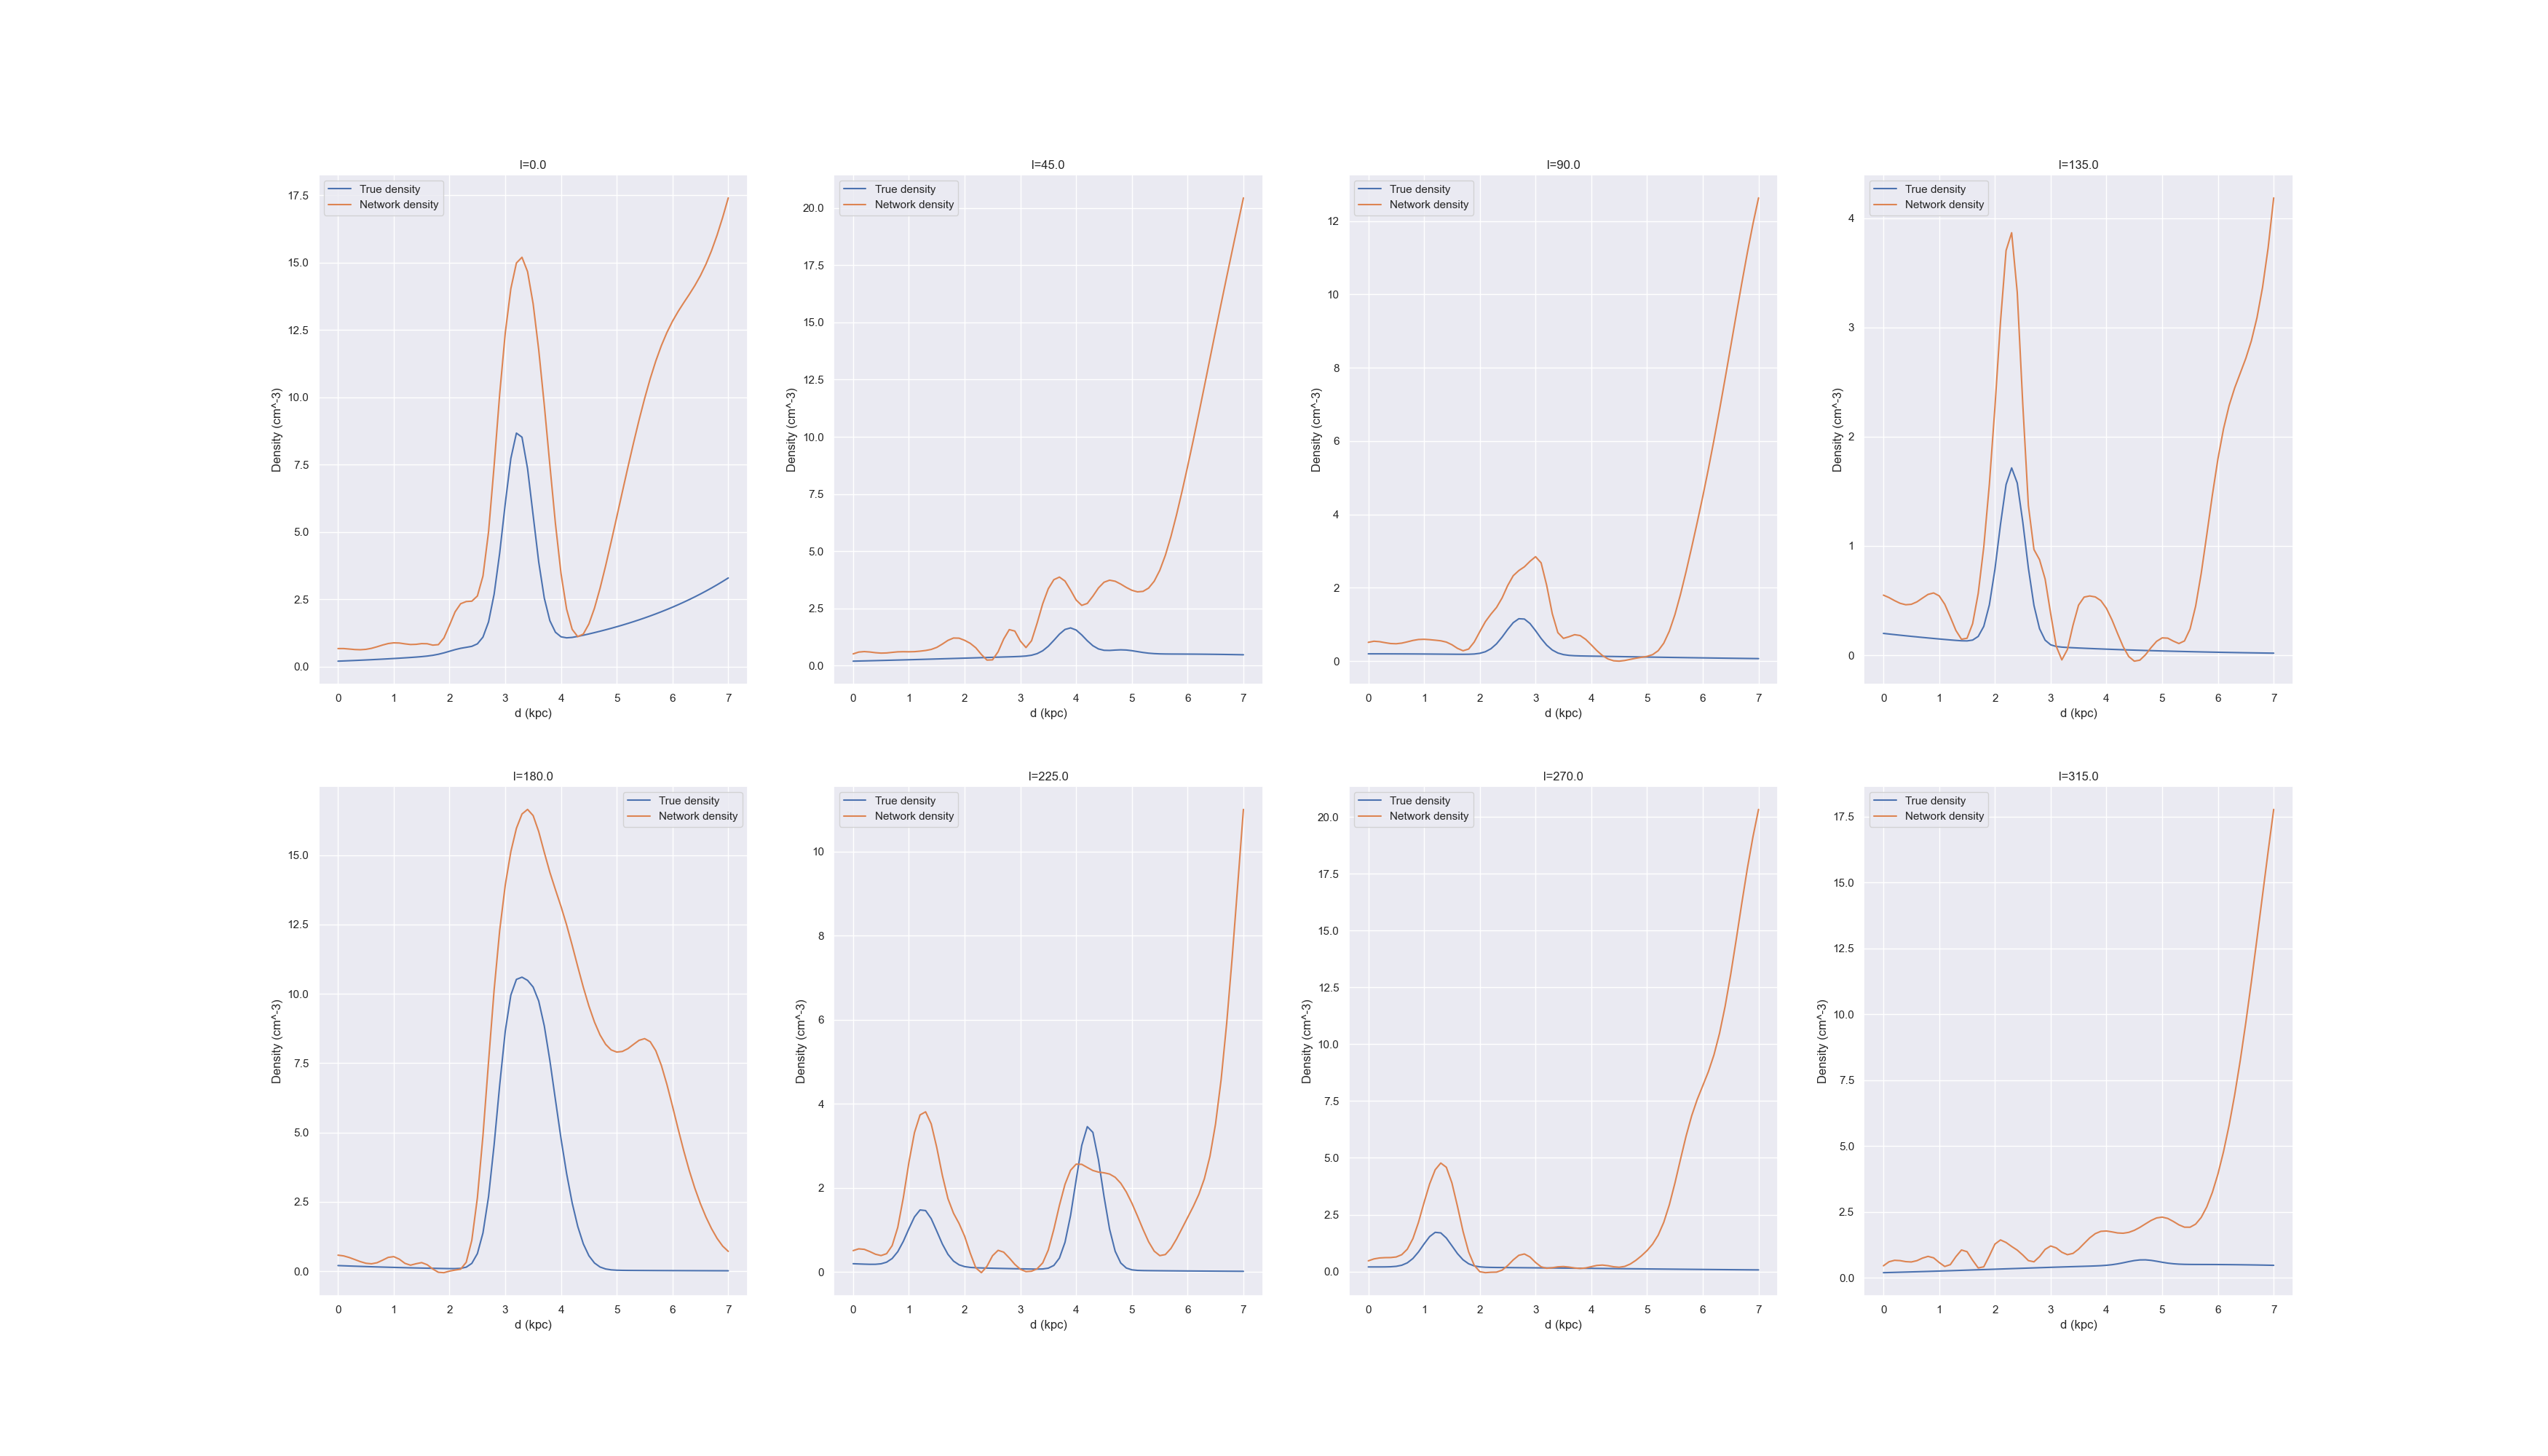 l=0.0
True density
Network density
17.5
15.0
12.5
10.0
7.5
5.0
2.5
0.0
Density (cm^-3)
0 1 2 3 4 5 6 7
d (kpc)
l=45.0
True density
Network density
20.0
17.5
15.0
12.5
10.0
7.5
5.0
2.5
0.0
Density (cm^-3)
0 1 2 3 4 5 6 7
d (kpc)
l=90.0
True density
Network density
12
10
8
6
4
2
0
Density (cm^-3)
0 1 2 3 4 5 6 7
d (kpc)
l=135.0
True density
Network density
4
3
2
1
0
Density (cm^-3)
0 1 2 3 4 5 6 7
d (kpc)
l=180.0
True density
Network density
15.0
12.5
10.0
7.5
5.0
2.5
0.0
Density (cm^-3)
0 1 2 3 4 5 6 7
d (kpc)
l=225.0
True density
Network density
10
8
6
4
2
0
Density (cm^-3)
0 1 2 3 4 5 6 7
d (kpc)
l=270.0
True density
Network density
20.0
17.5
15.0
12.5
10.0
7.5
5.0
2.5
0.0
Density (cm^-3)
0 1 2 3 4 5 6 7
d (kpc)
l=315.0
True density
Network density
17.5
15.0
12.5
10.0
7.5
5.0
2.5
0.0
Density (cm^-3)
0 1 2 3 4 5 6 7
d (kpc)